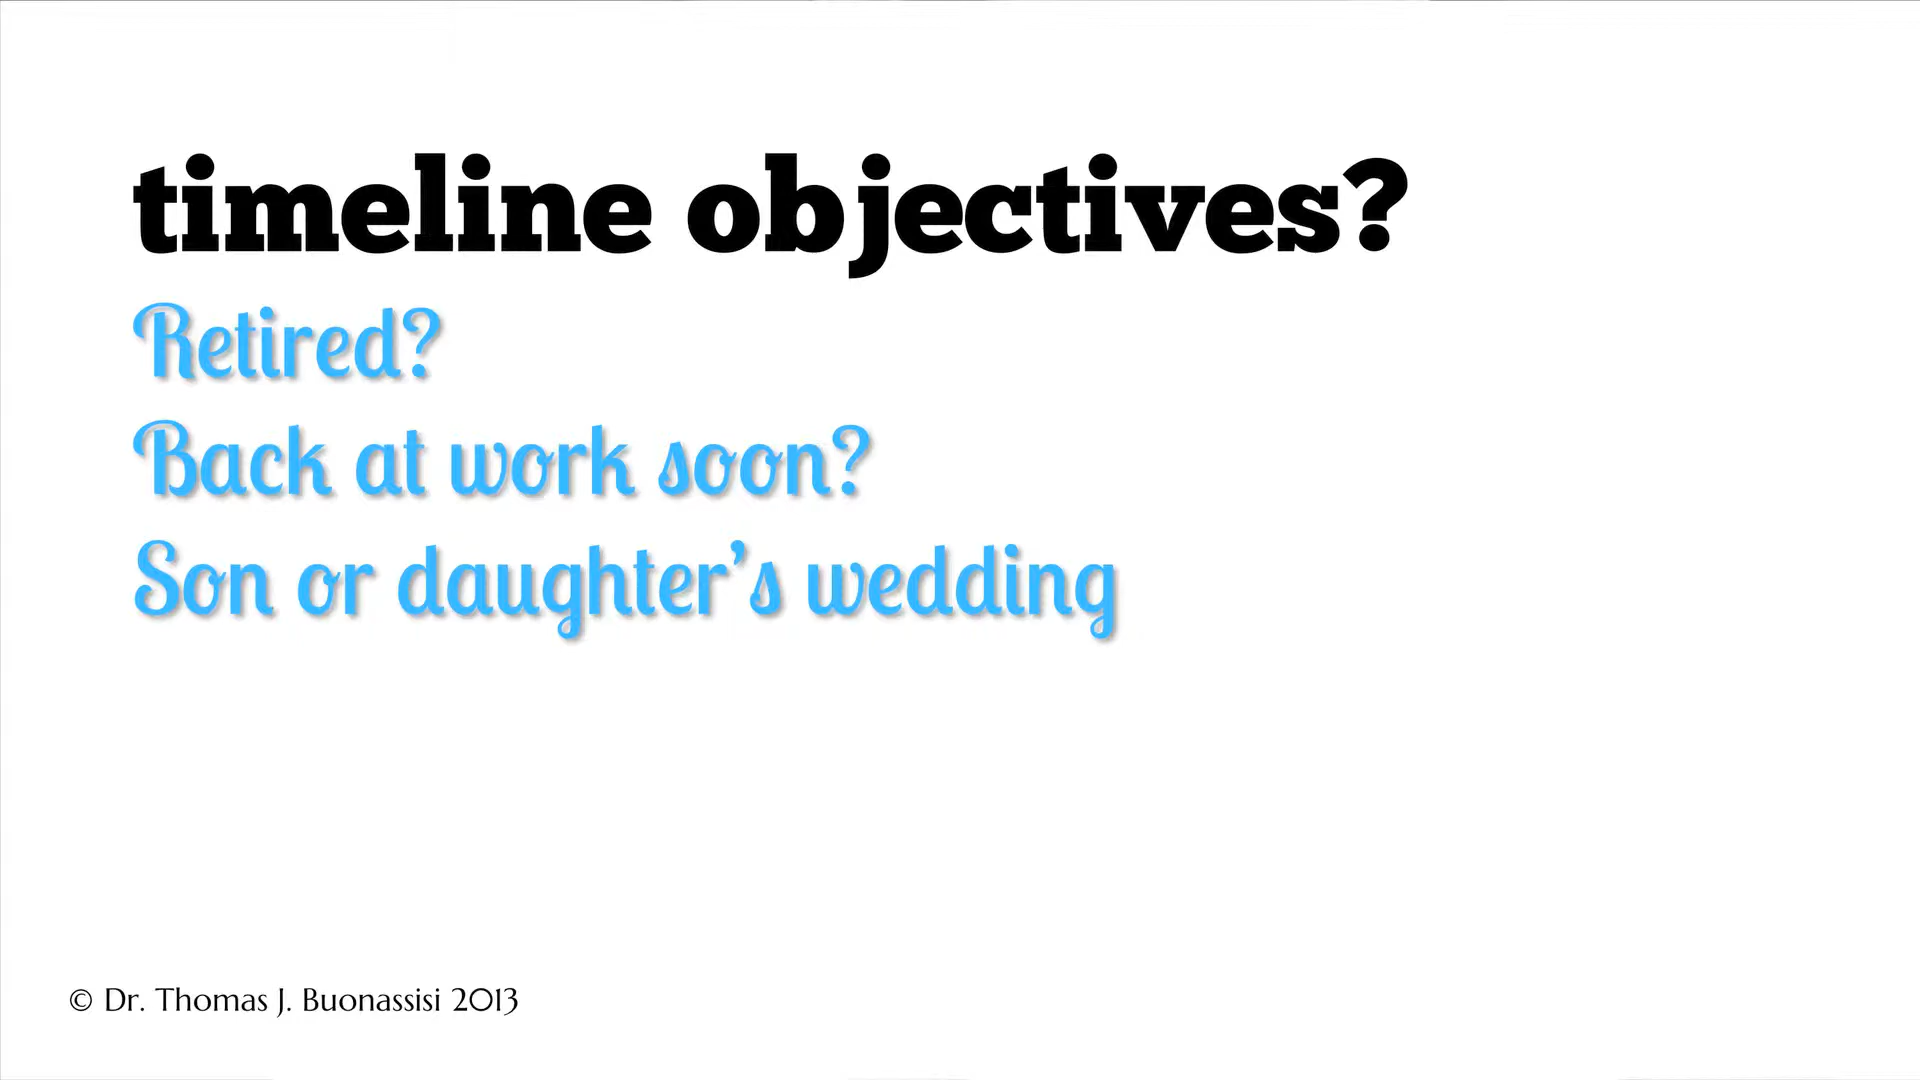 timeline objectives?
Retired?
Back at work soon?
Son or daughter’s wedding
© Dr. Thomas J. Buonassisi 2013